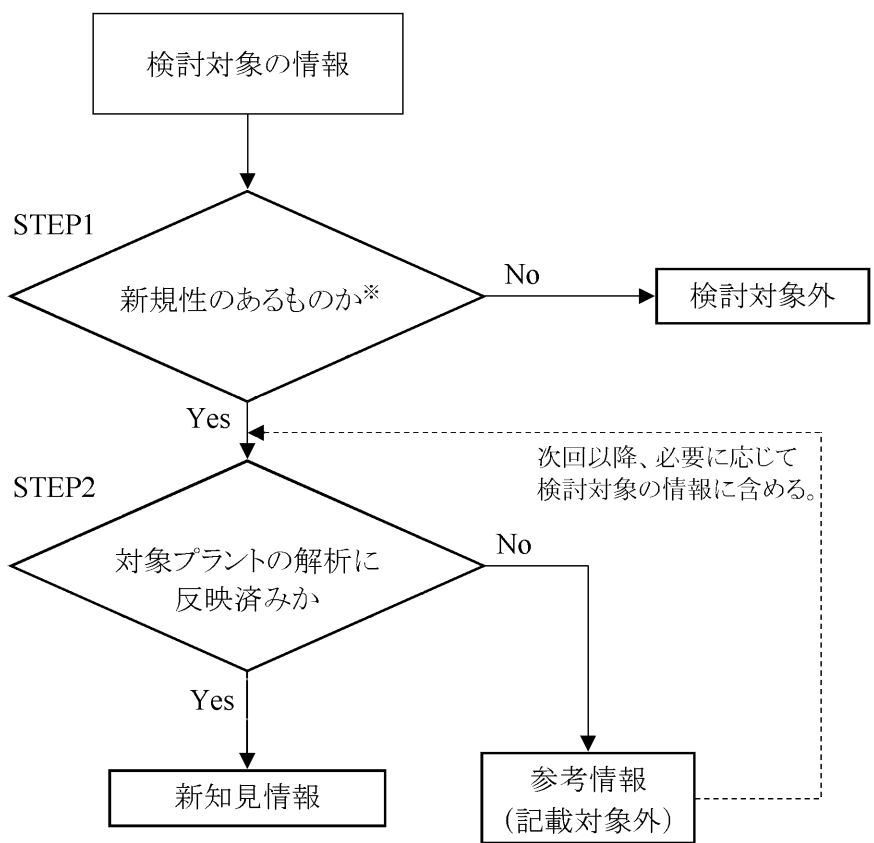 検討対象の情報
STEP1
新規性のあるものか※
No
検討対象外
Yes
次回以降、必要に応じて
検討対象の情報に含める。
STEP2
対象プラントの解析に
反映済みか
No
Yes
新知見情報
参考情報
(記載対象外)